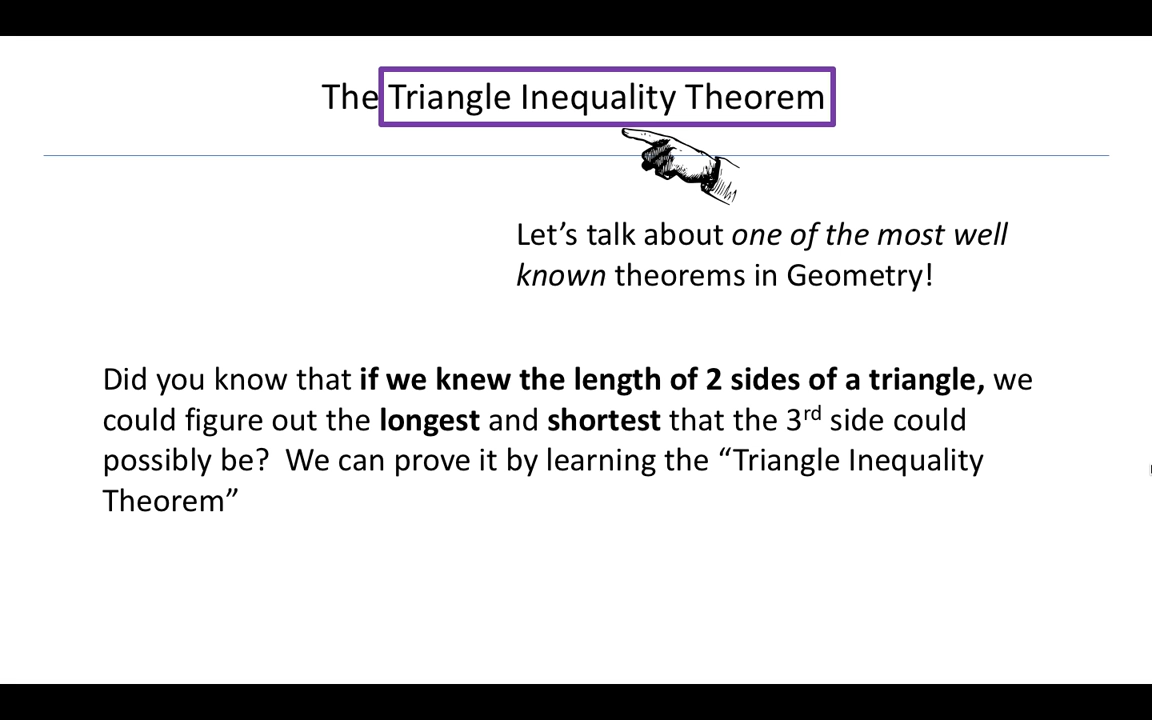 The Triangle Inequality Theorem
Let’s talk about one of the most well
known theorems in Geometry!
Did you know that if we knew the length of 2 sides of a triangle, we
could figure out the longest and shortest that the 3rd side could
possibly be?  We can prove it by learning the “Triangle Inequality
Theorem”